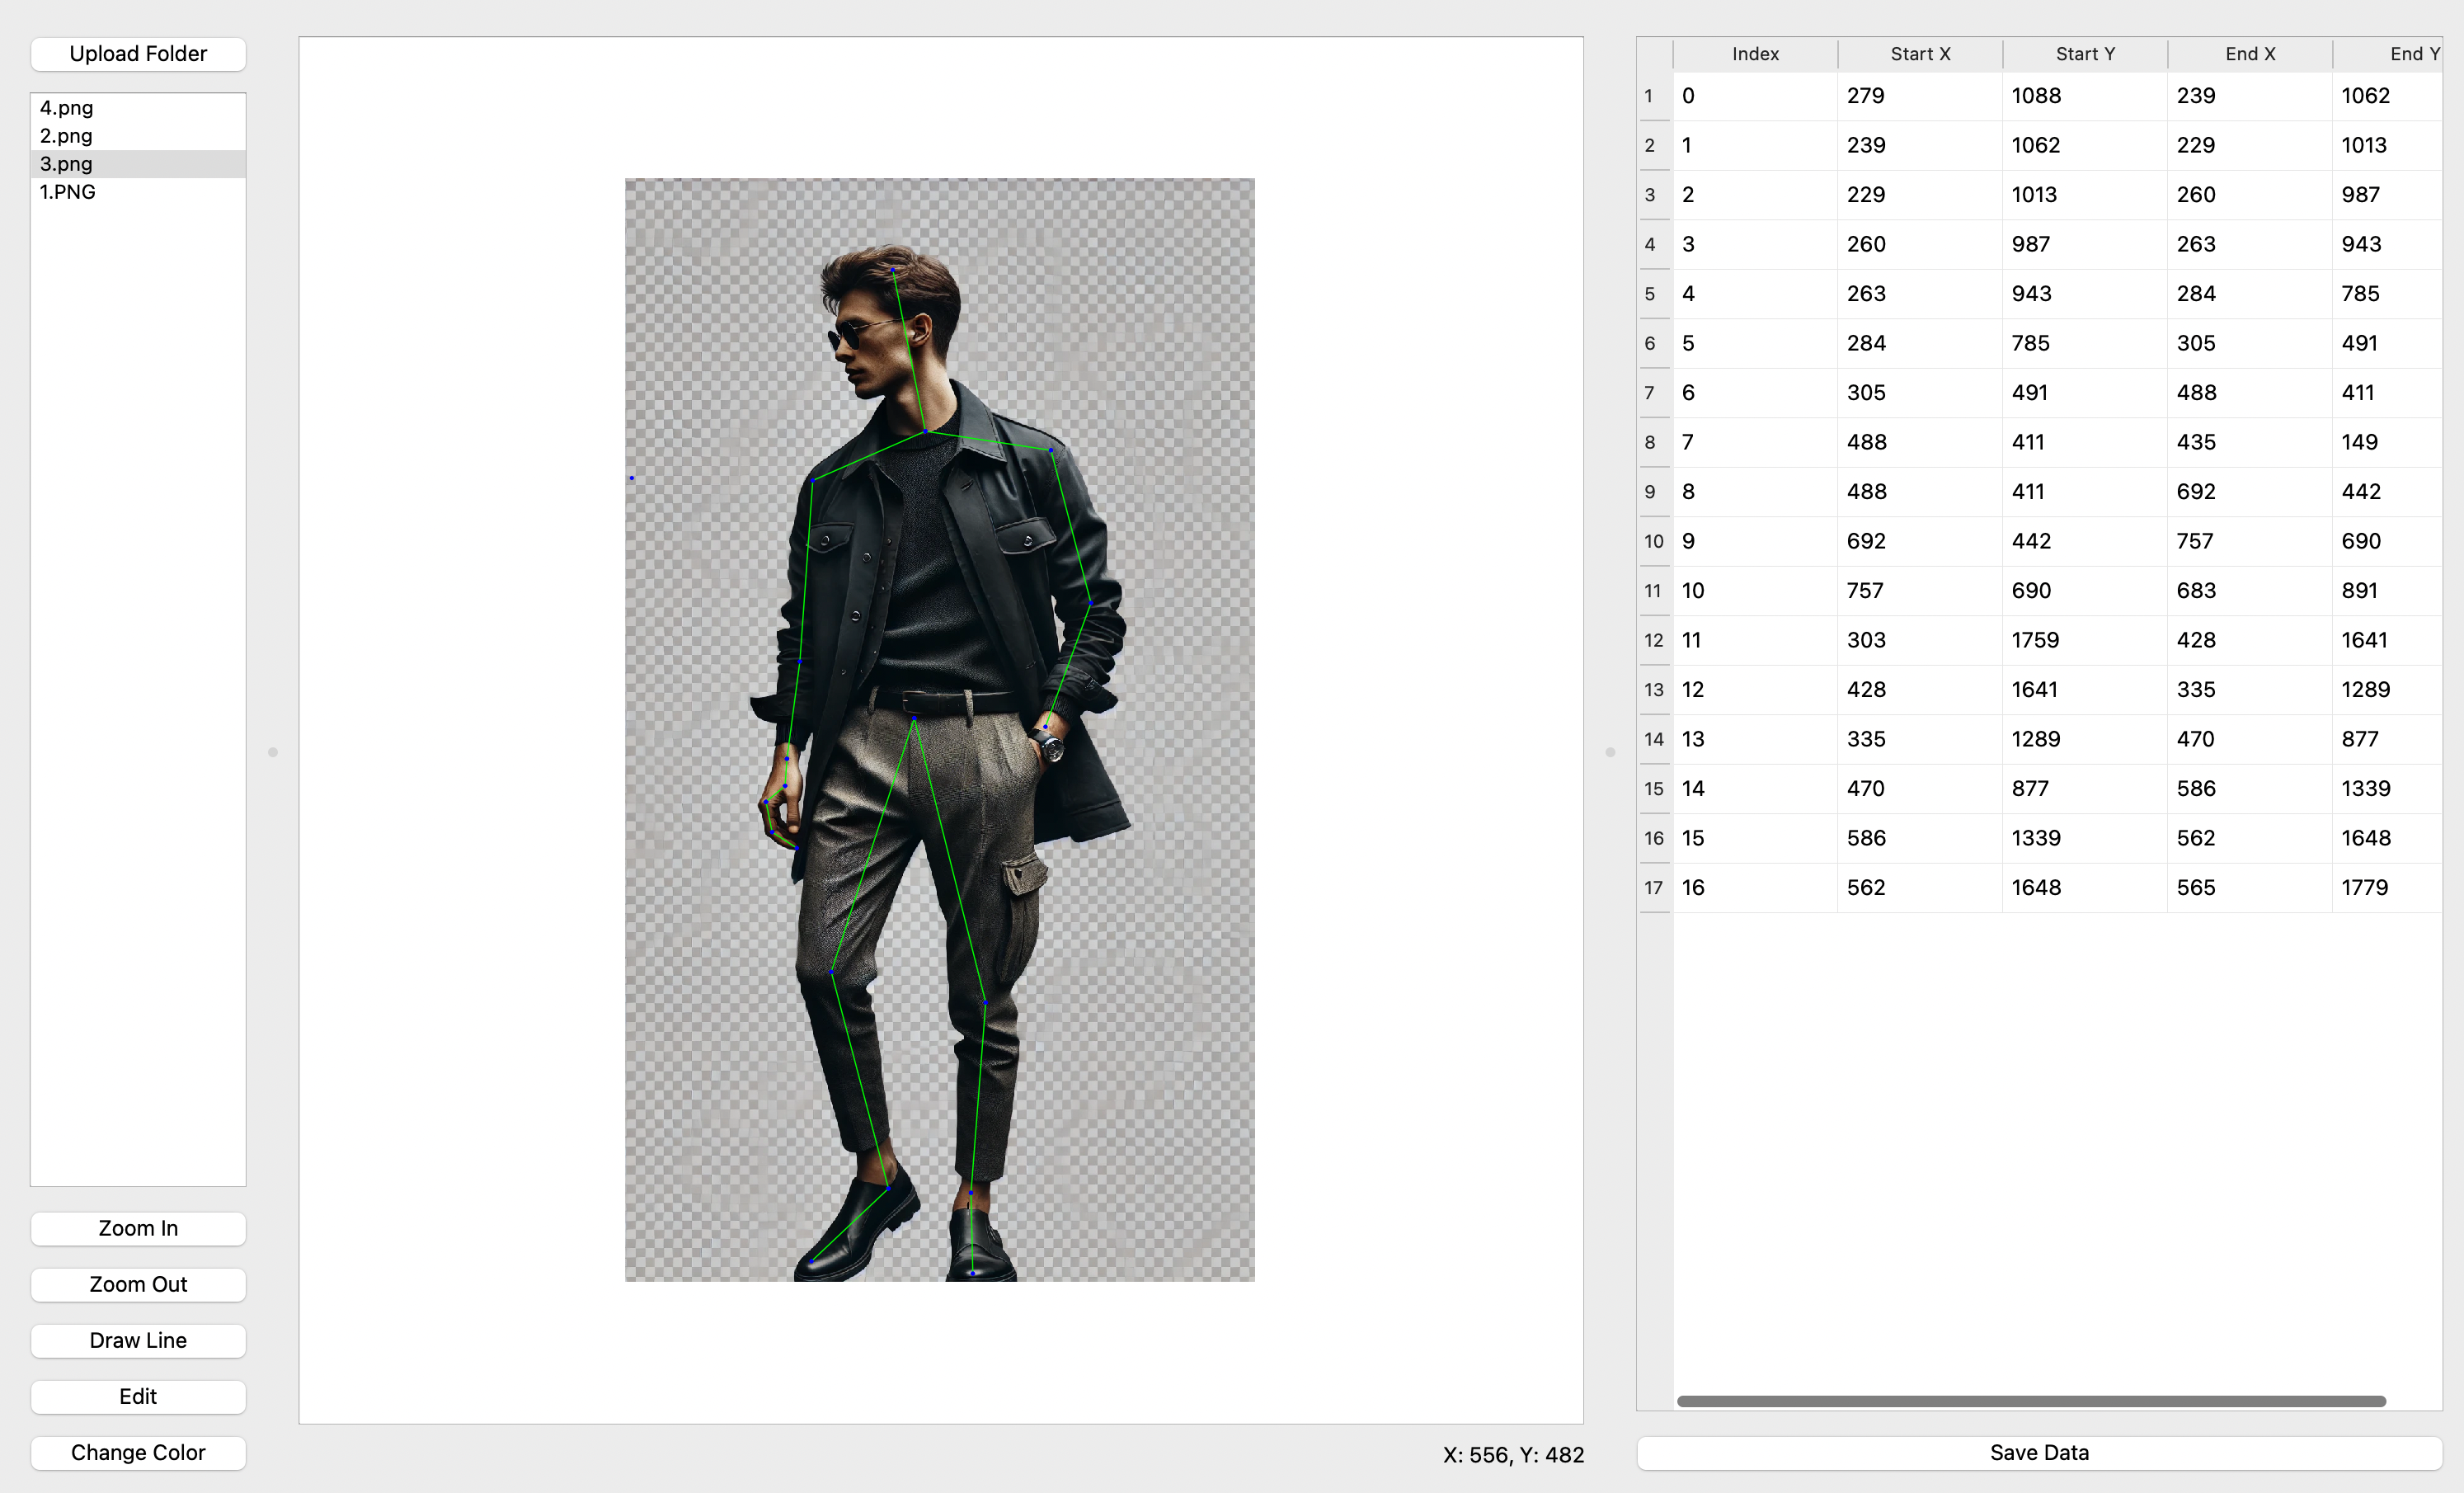 Upload Folder
4.png
2.png
3.png
1.PNG
Zoom In
Zoom Out
Draw Line
Edit
Change Color
X: 556, Y: 482
Index Start X Start Y End X End Y
1 0 279 1088 239 1062
2 1 239 1062 229 1013
3 2 229 1013 260 987
4 3 260 987 263 943
5 4 263 943 284 785
6 5 284 785 305 491
7 6 305 491 488 411
8 7 488 411 435 149
9 8 488 411 692 442
10 9 692 442 757 690
11 10 757 690 683 891
12 11 303 1759 428 1641
13 12 428 1641 335 1289
14 13 335 1289 470 877
15 14 470 877 586 1339
16 15 586 1339 562 1648
17 16 562 1648 565 1779
Save Data